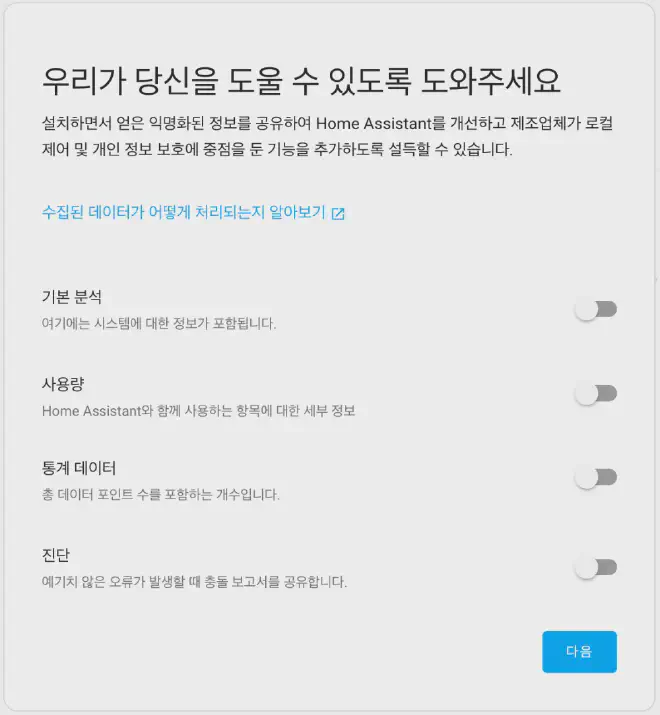 우리가 당신을 도울 수 있도록 도와주세요
설치하면서 얻은 익명화된 정보를 공유하여 Home Assistant를 개선하고 제조업체가 로컬
제어 및 개인 정보 보호에 중점을 둔 기능을 추가하도록 설득할 수 있습니다.
수집된 데이터가 어떻게 처리되는지 알아보기
기본 분석
여기에는 시스템에 대한 정보가 포함됩니다.
사용량
Home Assistant와 함께 사용하는 항목에 대한 세부 정보
통계 데이터
총 데이터 포인트 수를 포함하는 개수입니다.
진단
예기치 않은 오류가 발생할 때 충돌 보고서를 공유합니다.
다음